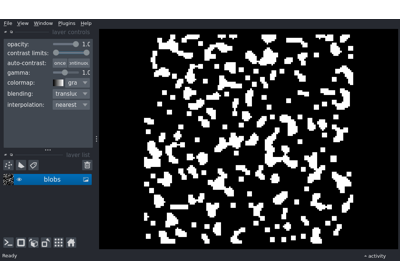 File View Window Plugins Help
layer controls
opacity: 1.0
contrast limits:
auto-contrast: once
gamma: 1.0
colormap: gra
blending: translu
interpolation: nearest
layer list
blobs
Ready activity